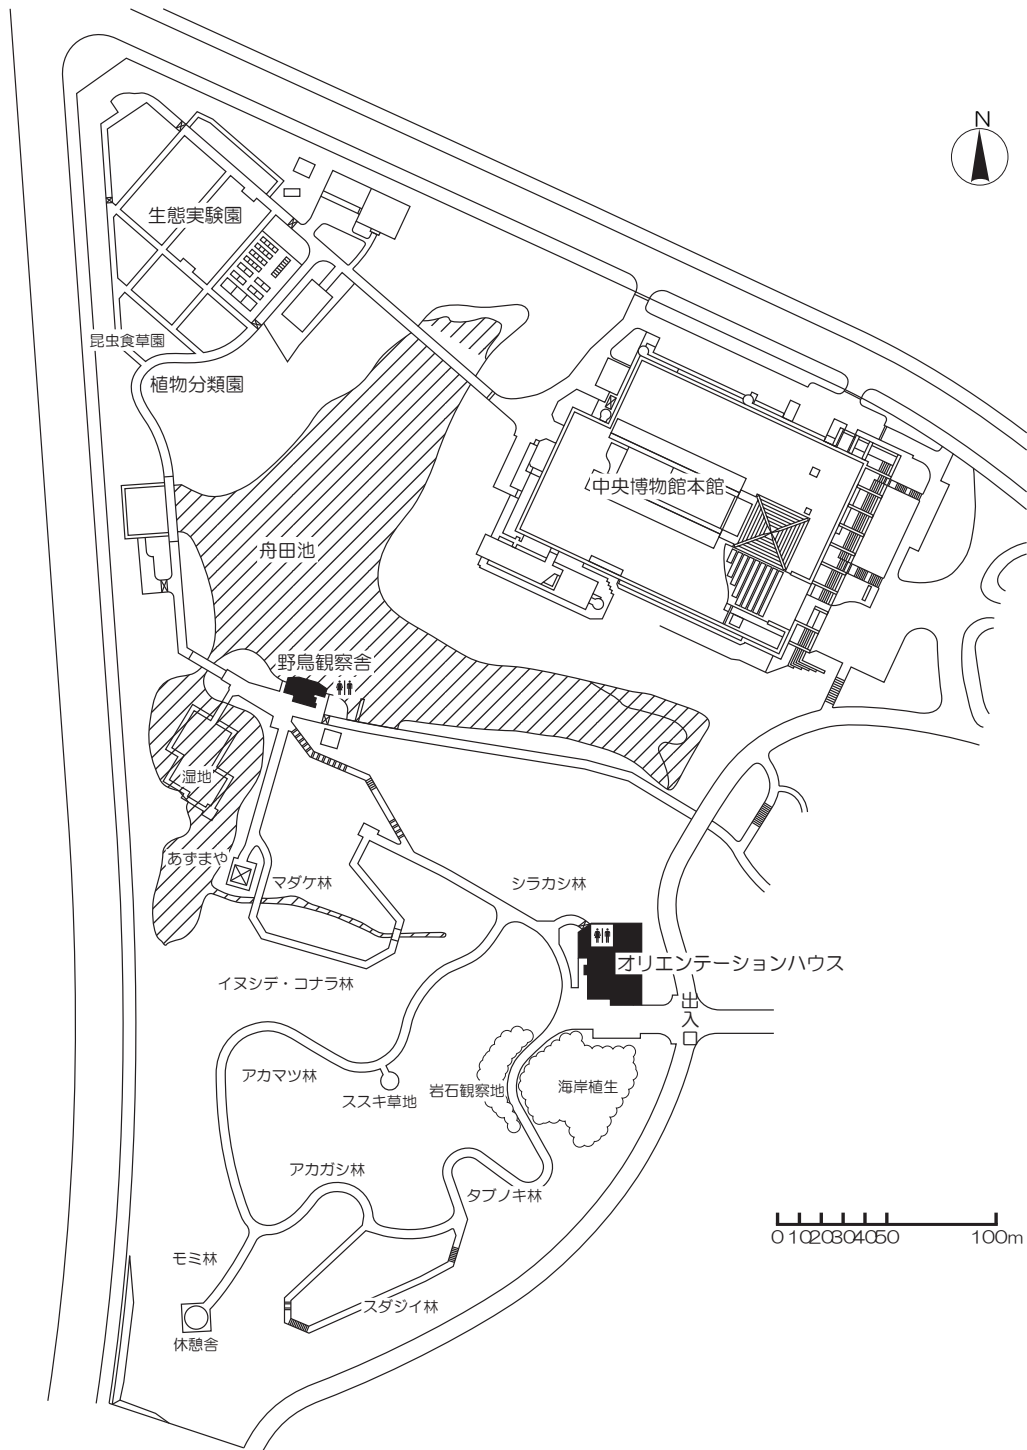 N
生態実験園
昆虫食草園
植物分類園
中央博物館本館
舟田池
野鳥観察舎
湿地
あずまや
マダケ林
シラカシ林
オリエンテーションハウス
イヌシデ・コナラ林
出入口
アカマツ林
ススキ草地
岩石観察地
海岸植生
アカガシ林
タブノキ林
モミ林
スダジイ林
休憩舎
0 10 20 30 40 50 100m